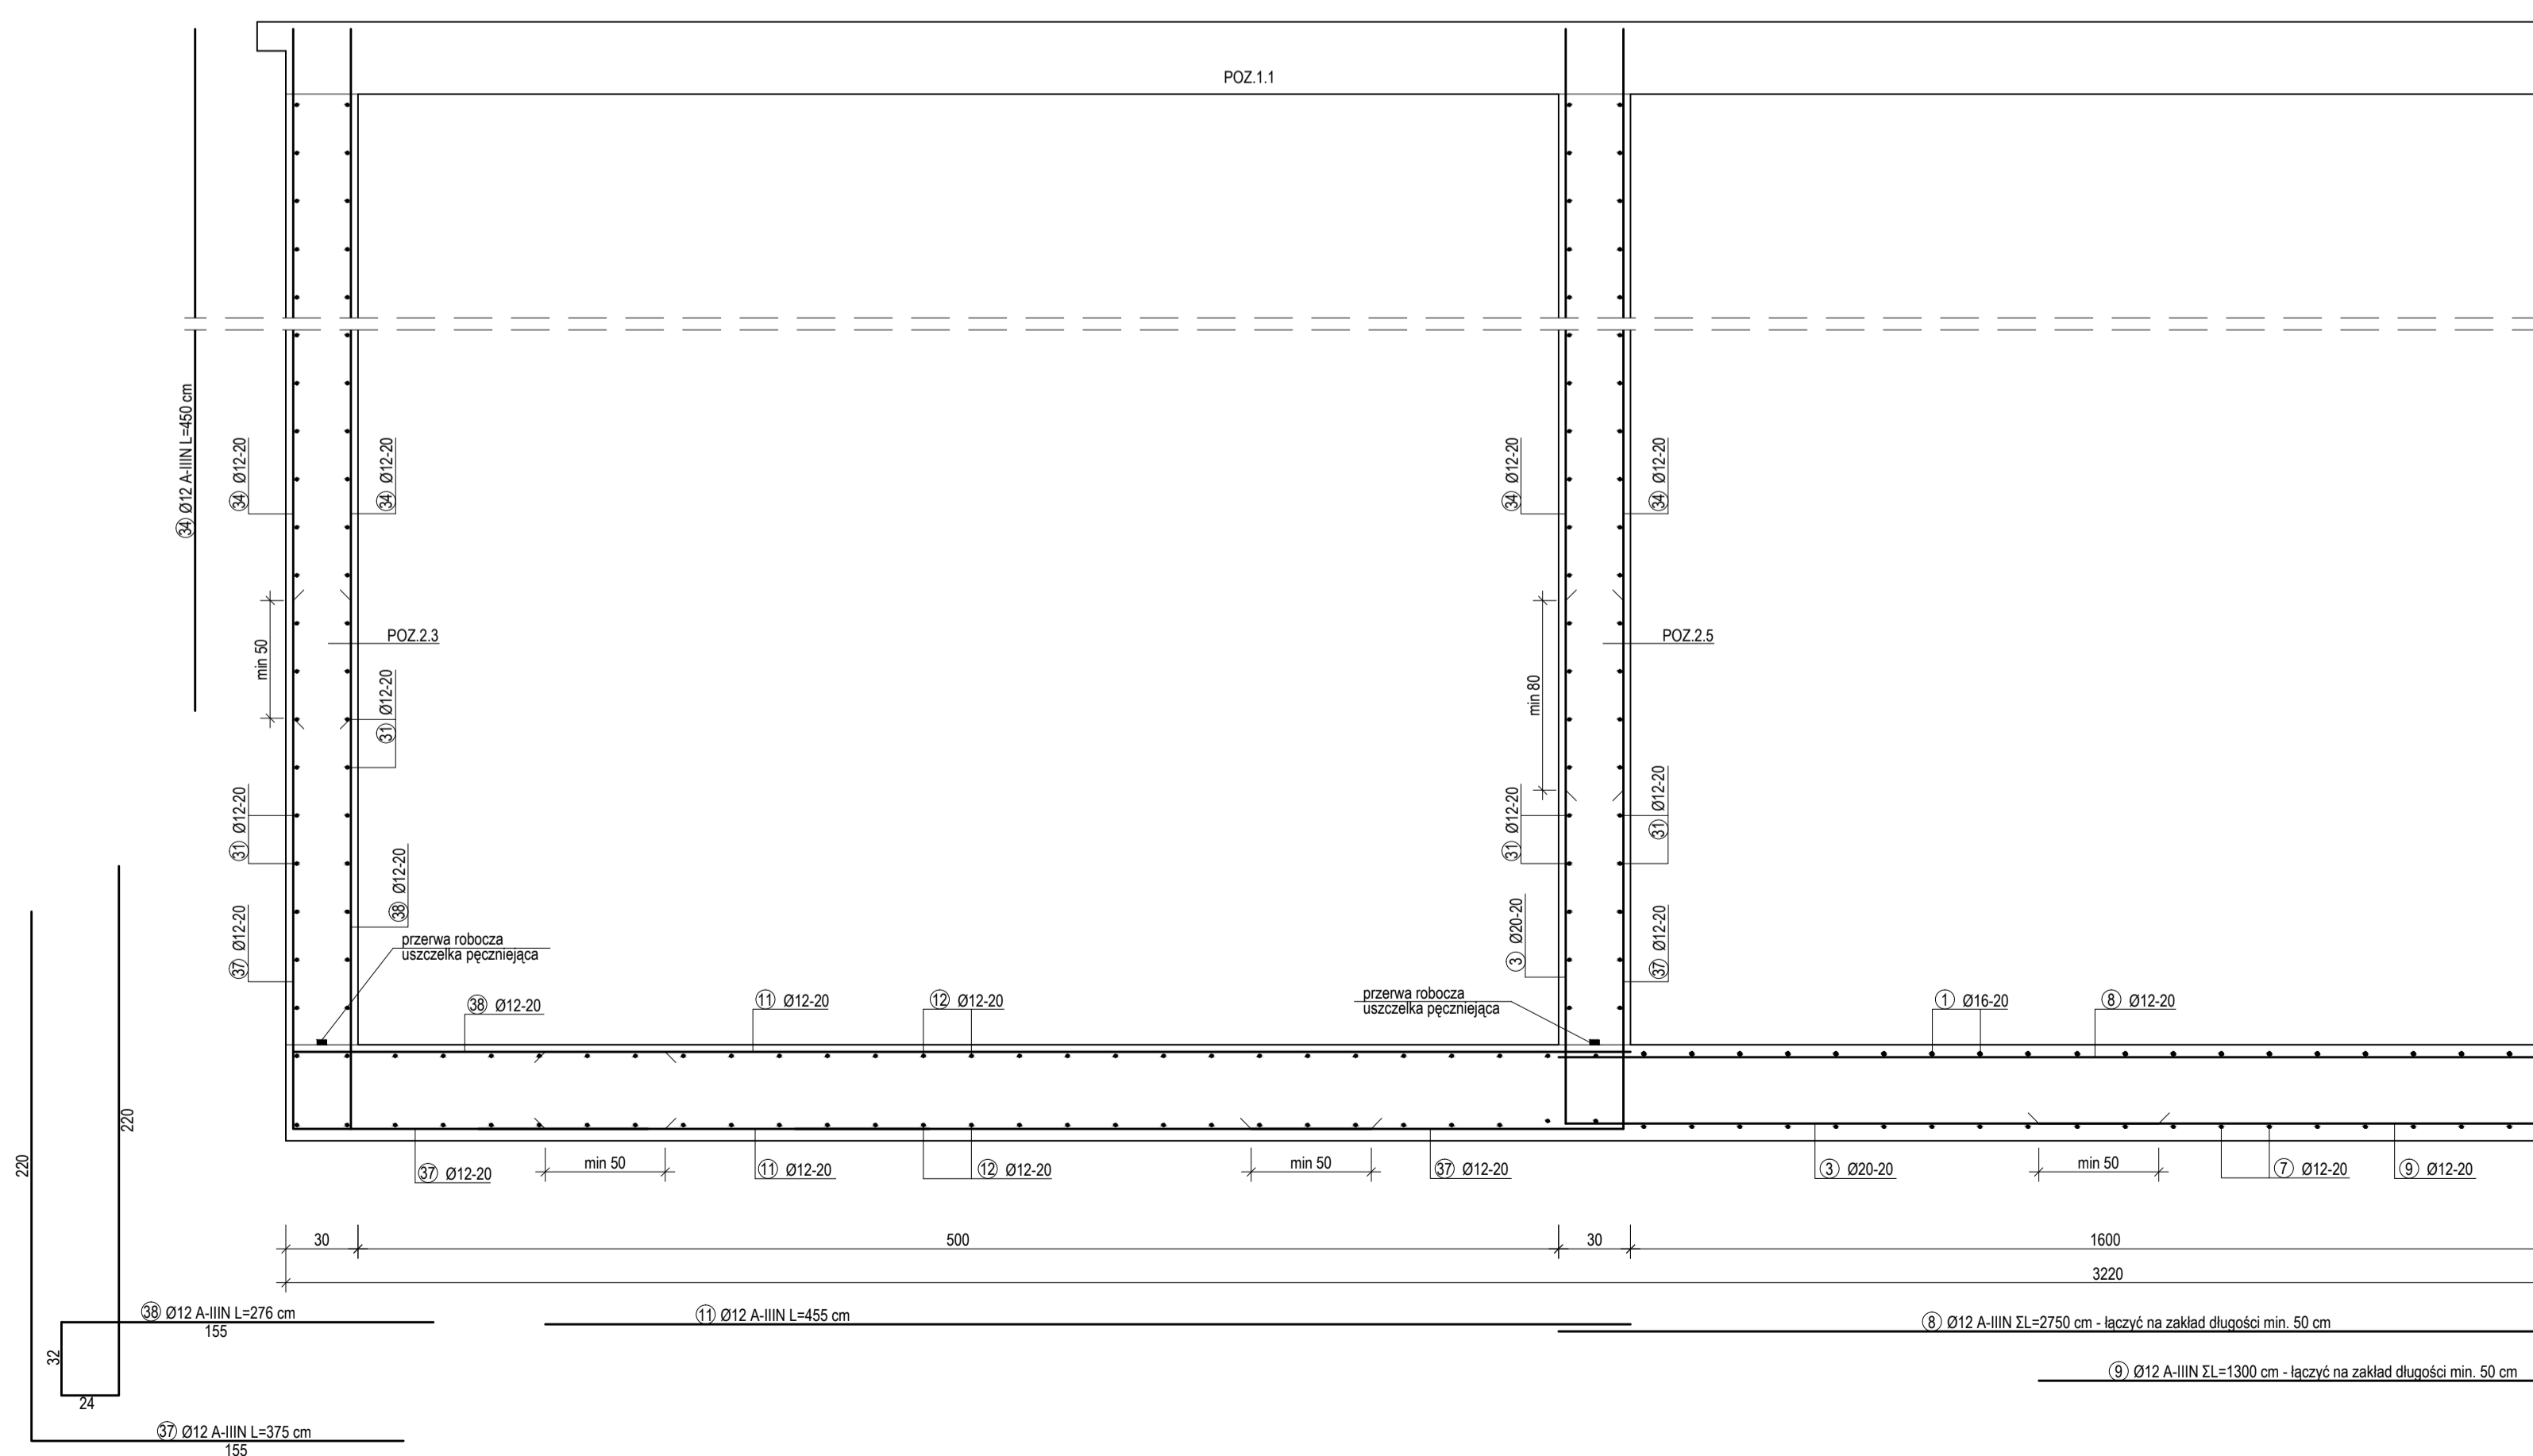 POZ.1.1
34 Ø12 A-IIIN L=450 cm
34 Ø12-20
34 Ø12-20
34 Ø12-20
34 Ø12-20
min 50
POZ.2.3
31 Ø12-20
min 80
POZ.2.5
31 Ø12-20
31 Ø12-20
31 Ø12-20
38 Ø12-20
37 Ø12-20
3 Ø20-20
37 Ø12-20
przerwa robocza
uszczelka pęczniejąca
przerwa robocza
uszczelka pęczniejąca
38 Ø12-20
11 Ø12-20
12 Ø12-20
1 Ø16-20
8 Ø12-20
220
220
37 Ø12-20
min 50
11 Ø12-20
12 Ø12-20
min 50
37 Ø12-20
3 Ø20-20
min 50
7 Ø12-20
9 Ø12-20
30
500
30
1600
3220
38 Ø12 A-IIIN L=276 cm
155
11 Ø12 A-IIIN L=455 cm
8 Ø12 A-IIIN ΣL=2750 cm - łączyć na zakład długości min. 50 cm
32
24
9 Ø12 A-IIIN ΣL=1300 cm - łączyć na zakład długości min. 50 cm
37 Ø12 A-IIIN L=375 cm
155